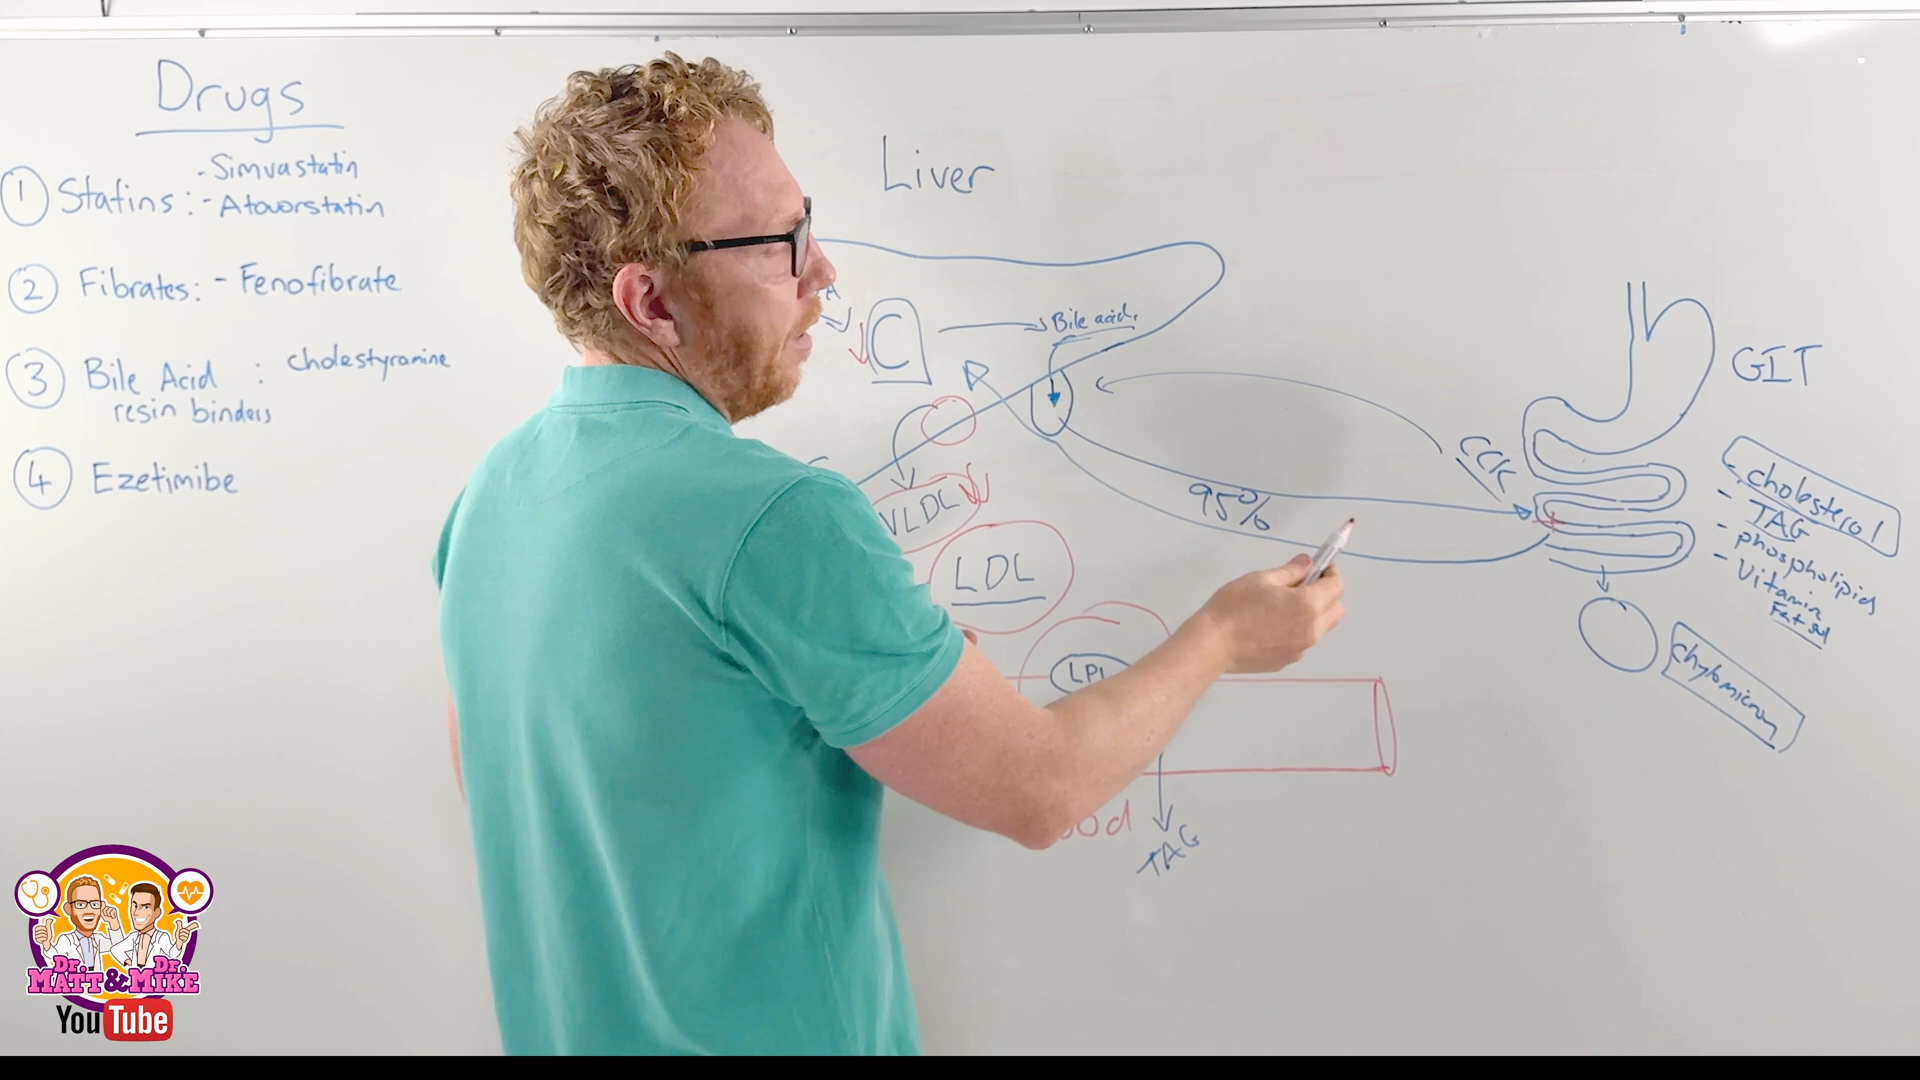 Drugs
1 Statins: - Simvastatin
- Atovorstatin
2 Fibrates: - Fenofibrate
3 Bile Acid : cholestyramine
resin binders
4 Ezetimibe
Liver
C
Bile acid.
VLDL
LDL
LPL
TAG
95%
CCK
GIT
- cholesterol
- TAG
- phospholipids
- Vitamin
Fat sol
chylomicron
Dr. Dr.
MATT & MIKE
YouTube